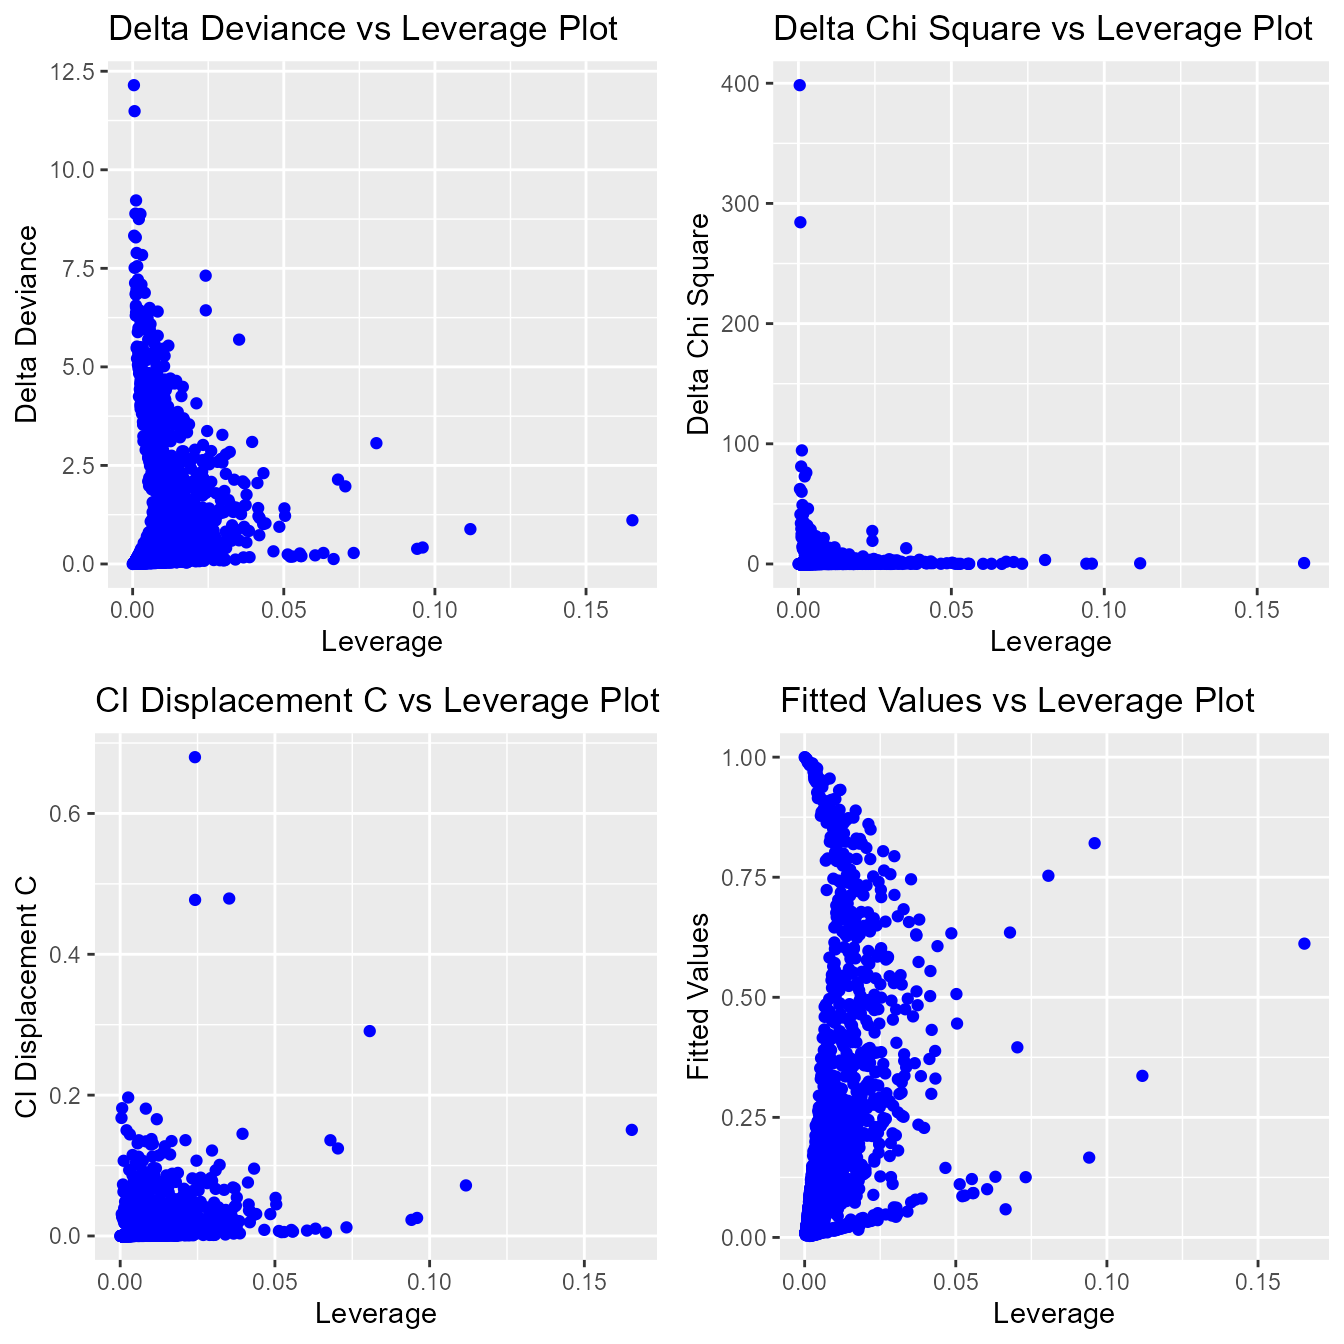 Delta Deviance vs Leverage Plot
12.5
10.0
7.5
5.0
2.5
0.0
Delta Deviance
0.00 0.05 0.10 0.15
Leverage
Delta Chi Square vs Leverage Plot
400
300
200
100
0
Delta Chi Square
0.00 0.05 0.10 0.15
Leverage
CI Displacement C vs Leverage Plot
0.6
0.4
0.2
0.0
CI Displacement C
0.00 0.05 0.10 0.15
Leverage
Fitted Values vs Leverage Plot
1.00
0.75
0.50
0.25
0.00
Fitted Values
0.00 0.05 0.10 0.15
Leverage